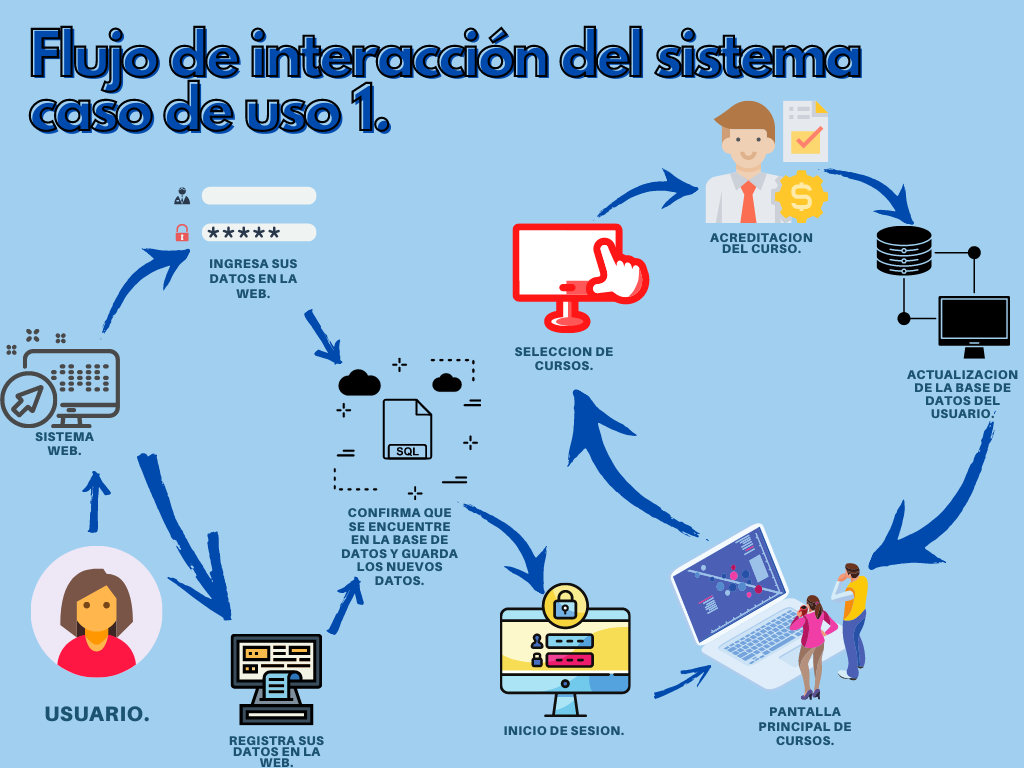 Flujo de interacción del sistema
caso de uso 1.
*****
INGRESA SUS
DATOS EN LA
WEB.
SISTEMA
WEB.
USUARIO.
REGISTRA SUS
DATOS EN LA
WEB.
SQL
CONFIRMA QUE
SE ENCUENTRE
EN LA BASE DE
DATOS Y GUARDA
LOS NUEVOS
DATOS.
INICIO DE SESION.
PANTALLA
PRINCIPAL DE
CURSOS.
SELECCION DE
CURSOS.
$
ACREDITACION
DEL CURSO.
ACTUALIZACION
DE LA BASE DE
DATOS DEL
USUARIO.